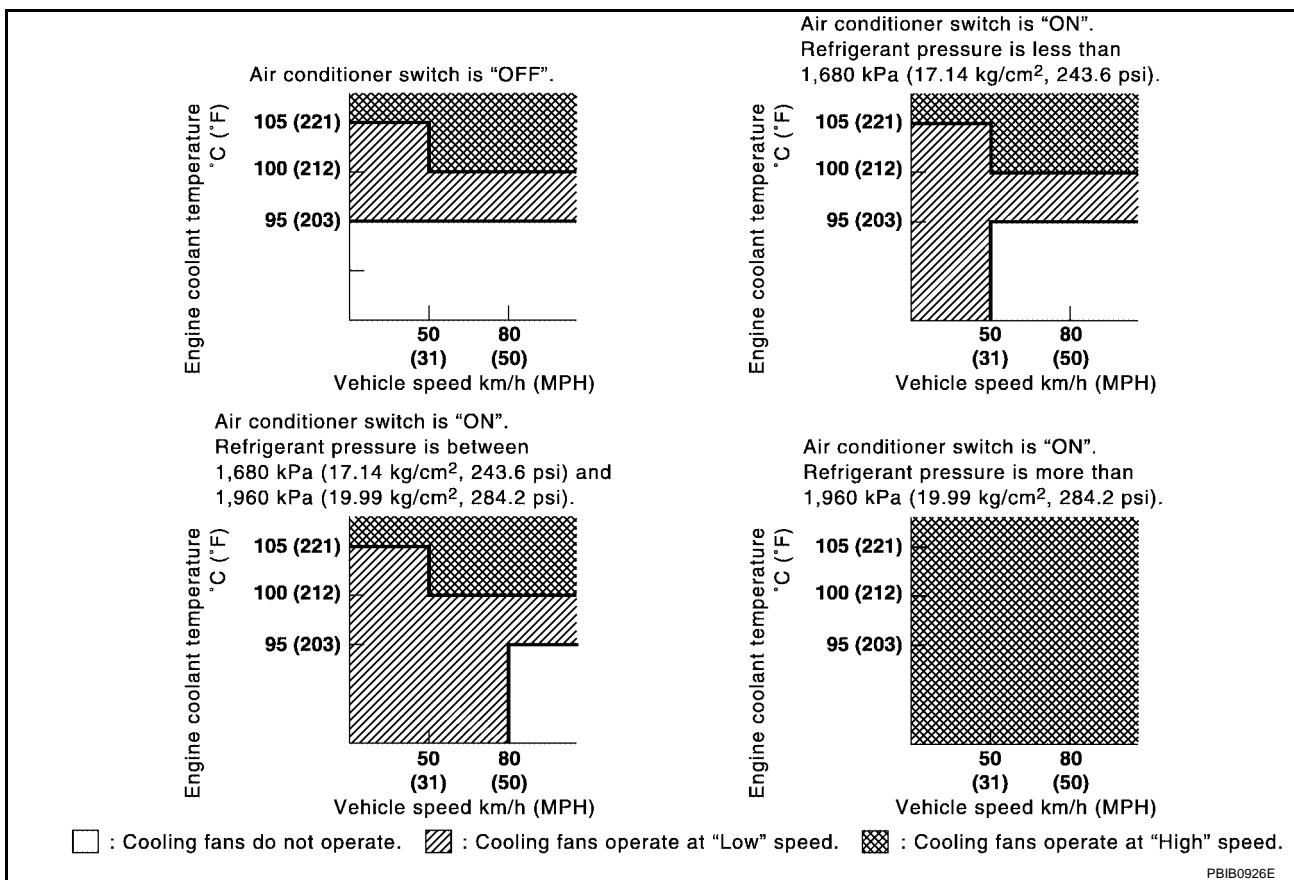 Air conditioner switch is “OFF”.
Engine coolant temperature
°C (°F)
105 (221)
100 (212)
95 (203)
50 80
(31) (50)
Vehicle speed km/h (MPH)
Air conditioner switch is “ON”.
Refrigerant pressure is less than
1,680 kPa (17.14 kg/cm², 243.6 psi).
Engine coolant temperature
°C (°F)
105 (221)
100 (212)
95 (203)
50 80
(31) (50)
Vehicle speed km/h (MPH)
Air conditioner switch is “ON”.
Refrigerant pressure is between
1,680 kPa (17.14 kg/cm², 243.6 psi) and
1,960 kPa (19.99 kg/cm², 284.2 psi).
Engine coolant temperature
°C (°F)
105 (221)
100 (212)
95 (203)
50 80
(31) (50)
Vehicle speed km/h (MPH)
Air conditioner switch is “ON”.
Refrigerant pressure is more than
1,960 kPa (19.99 kg/cm², 284.2 psi).
Engine coolant temperature
°C (°F)
105 (221)
100 (212)
95 (203)
50 80
(31) (50)
Vehicle speed km/h (MPH)
: Cooling fans do not operate. : Cooling fans operate at “Low” speed. : Cooling fans operate at “High” speed.
PBIB0926E